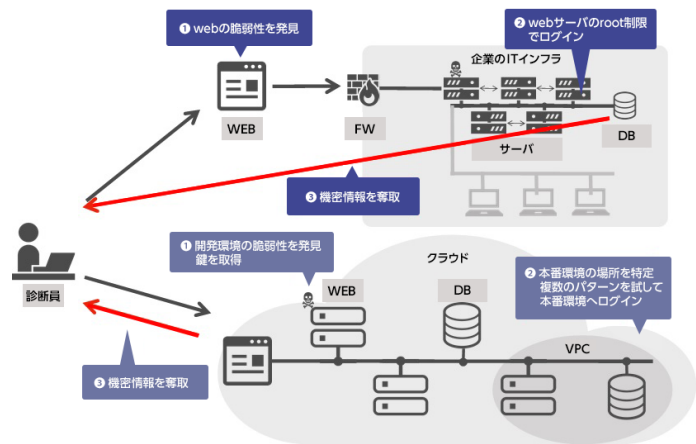 ❶ webの脆弱性を発見
❷ webサーバのroot制限
でログイン
企業のITインフラ
WEB
FW
サーバ
DB
❸ 機密情報を奪取
❶ 開発環境の脆弱性を発見
鍵を取得
クラウド
❷ 本番環境の場所を特定
複数のパターンを試して
本番環境へログイン
WEB
DB
診断員
VPC
❸ 機密情報を奪取